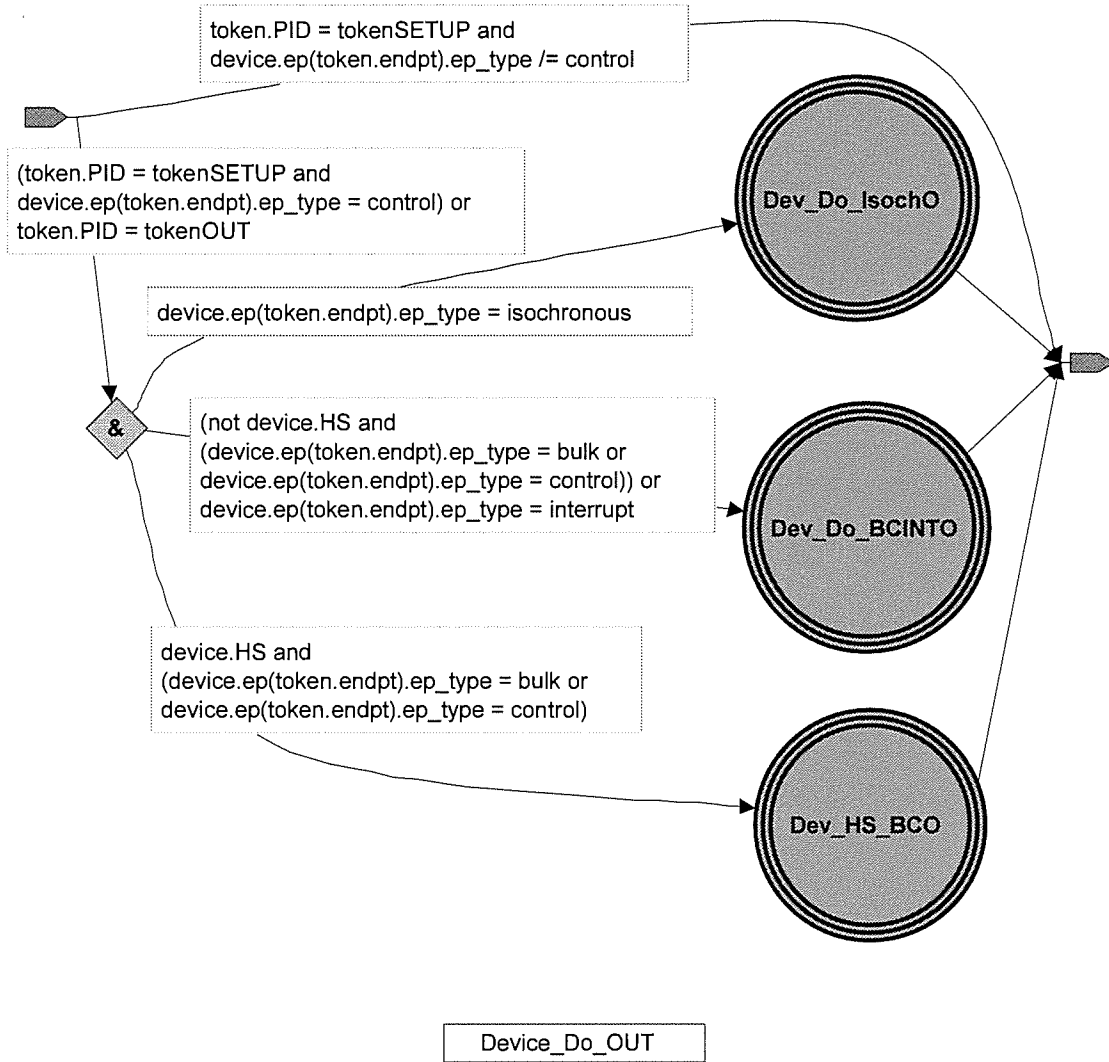 token.PID = tokenSETUP and
device.ep(token.endpt).ep_type /= control
(token.PID = tokenSETUP and
device.ep(token.endpt).ep_type = control) or
token.PID = tokenOUT
Dev_Do_IsochO
device.ep(token.endpt).ep_type = isochronous
&
(not device.HS and
(device.ep(token.endpt).ep_type = bulk or
device.ep(token.endpt).ep_type = control)) or
device.ep(token.endpt).ep_type = interrupt
Dev_Do_BCINTO
device.HS and
(device.ep(token.endpt).ep_type = bulk or
device.ep(token.endpt).ep_type = control)
Dev_HS_BCO
Device_Do_OUT